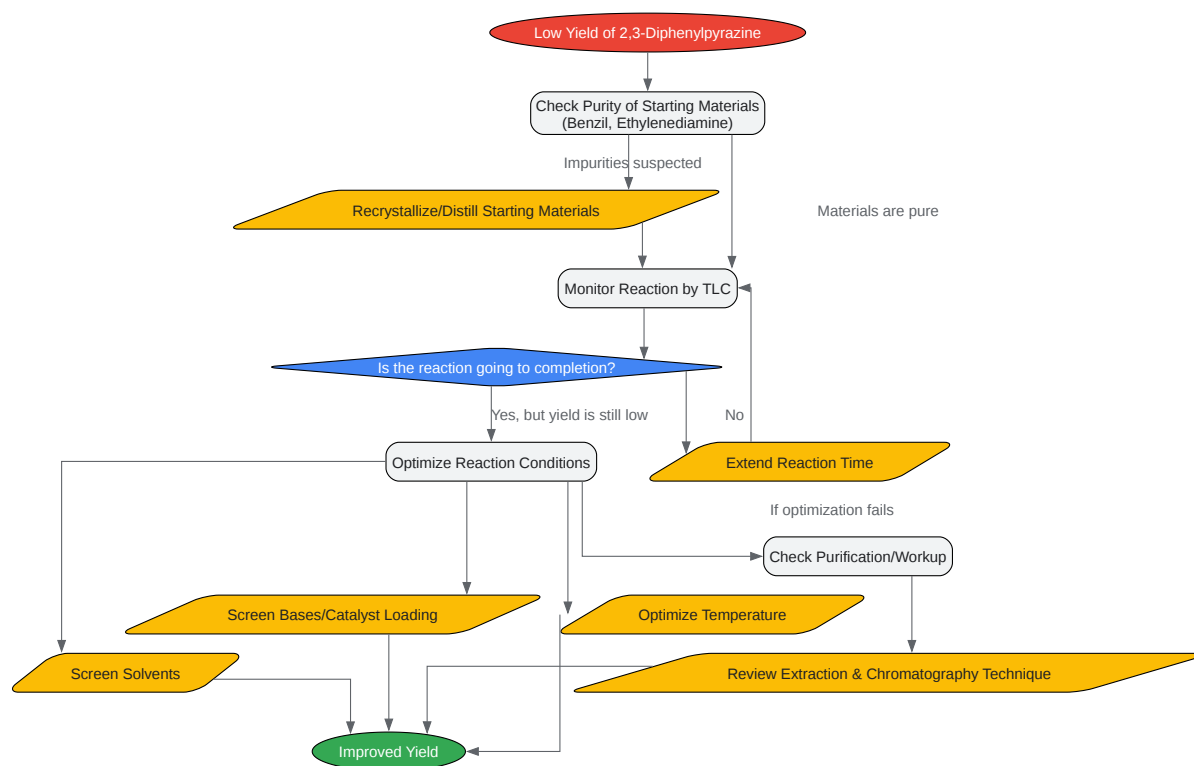 Low Yield of 2,3-Diphenylpyrazine
Check Purity of Starting Materials
(Benzil, Ethylenediamine)
Impurities suspected
Recrystallize/Distill Starting Materials
Materials are pure
Monitor Reaction by TLC
Is the reaction going to completion?
Yes, but yield is still low
No
Optimize Reaction Conditions
Extend Reaction Time
If optimization fails
Check Purification/Workup
Screen Bases/Catalyst Loading
Optimize Temperature
Screen Solvents
Review Extraction & Chromatography Technique
Improved Yield